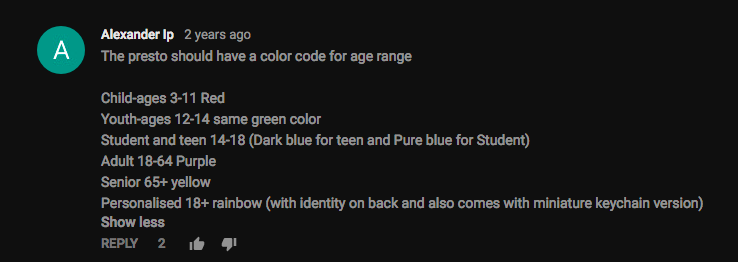 A
Alexander Ip 2 years ago
The presto should have a color code for age range
Child-ages 3-11 Red
Youth-ages 12-14 same green color
Student and teen 14-18 (Dark blue for teen and Pure blue for Student)
Adult 18-64 Purple
Senior 65+ yellow
Personalised 18+ rainbow (with identity on back and also comes with miniature keychain version)
Show less
REPLY 2